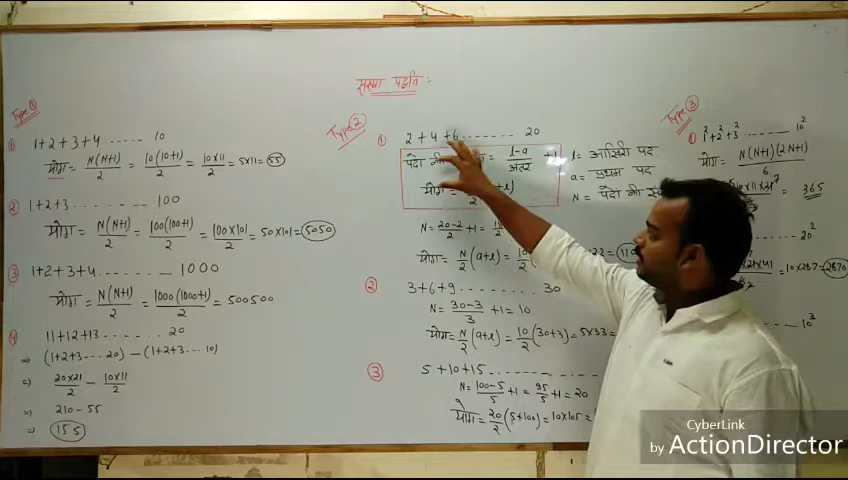 संख्या पद्धति :-
Type ①
① 1+2+3+4 ..... 10
योग = N(N+1)/2 = 10(10+1)/2 = 10×11/2 = 5×11 = 55
② 1+2+3 ...... 100
योग = N(N+1)/2 = 100(100+1)/2 = 100×101/2 = 50×101 = 5050
③ 1+2+3+4 ....... 1000
योग = N(N+1)/2 = 1000(1000+1)/2 = 500500
④ 11+12+13 ...... 20
⇒ (1+2+3 ... 20) - (1+2+3 ... 10)
⇒ 20×21/2 - 10×11/2
⇒ 210 - 55
⇒ 155
Type ②
① 2+4+6 ....... 20
पदों = l-a/अंतर +1
योग
l = आखिरी पद
a = प्रथम पद
N = पदों की
N = 20-2/2 +1 =
योग = N/2 (a+l) =
② 3+6+9 ........ 30
N = 30-3/3 +1 = 10
योग = N/2 (a+l) = 10/2 (30+3) = 5×33 =
③ 5+10+15 ............
N = 100-5/5 +1 = 95/5 +1 = 20
योग = 20/2 (5+100) = 10×105 =
Type ③
① 1²+2²+3² ........ 10²
योग = N(N+1)(2N+1)/6
= 365
20²
= 10×287 = 2870
10³
CyberLink
by ActionDirector